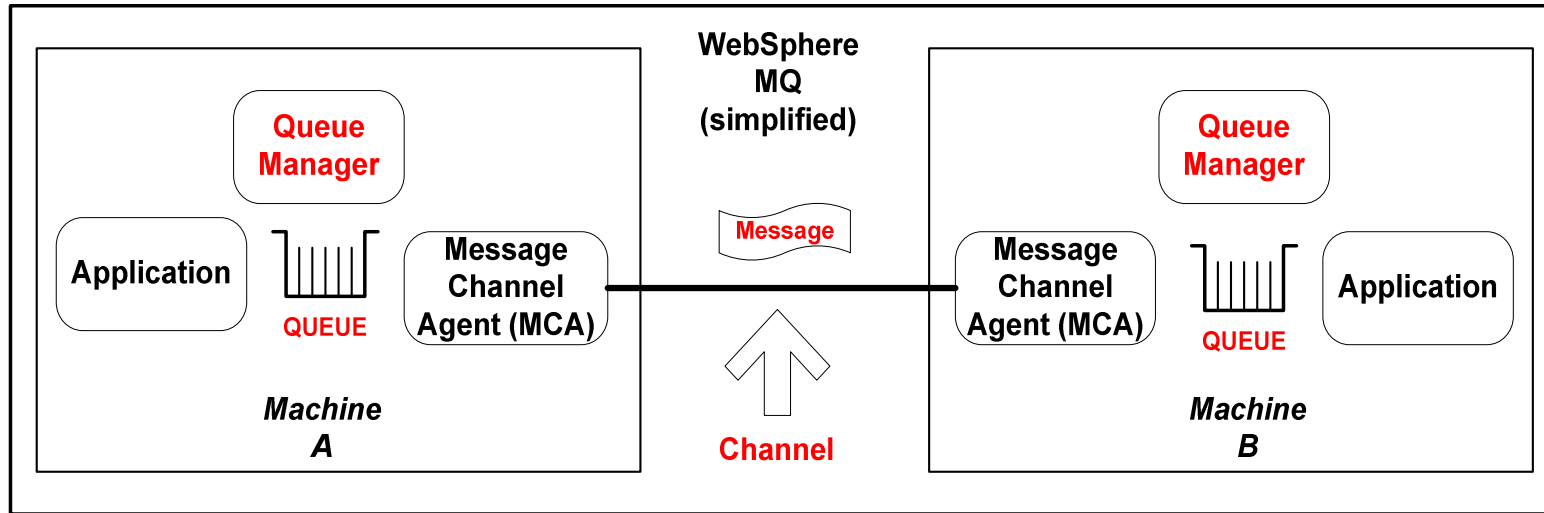 WebSphere
MQ
(simplified)
Queue
Manager
Application
QUEUE
Message
Channel
Agent (MCA)
Machine
A
Message
Channel
Queue
Manager
Message
Channel
Agent (MCA)
QUEUE
Application
Machine
B